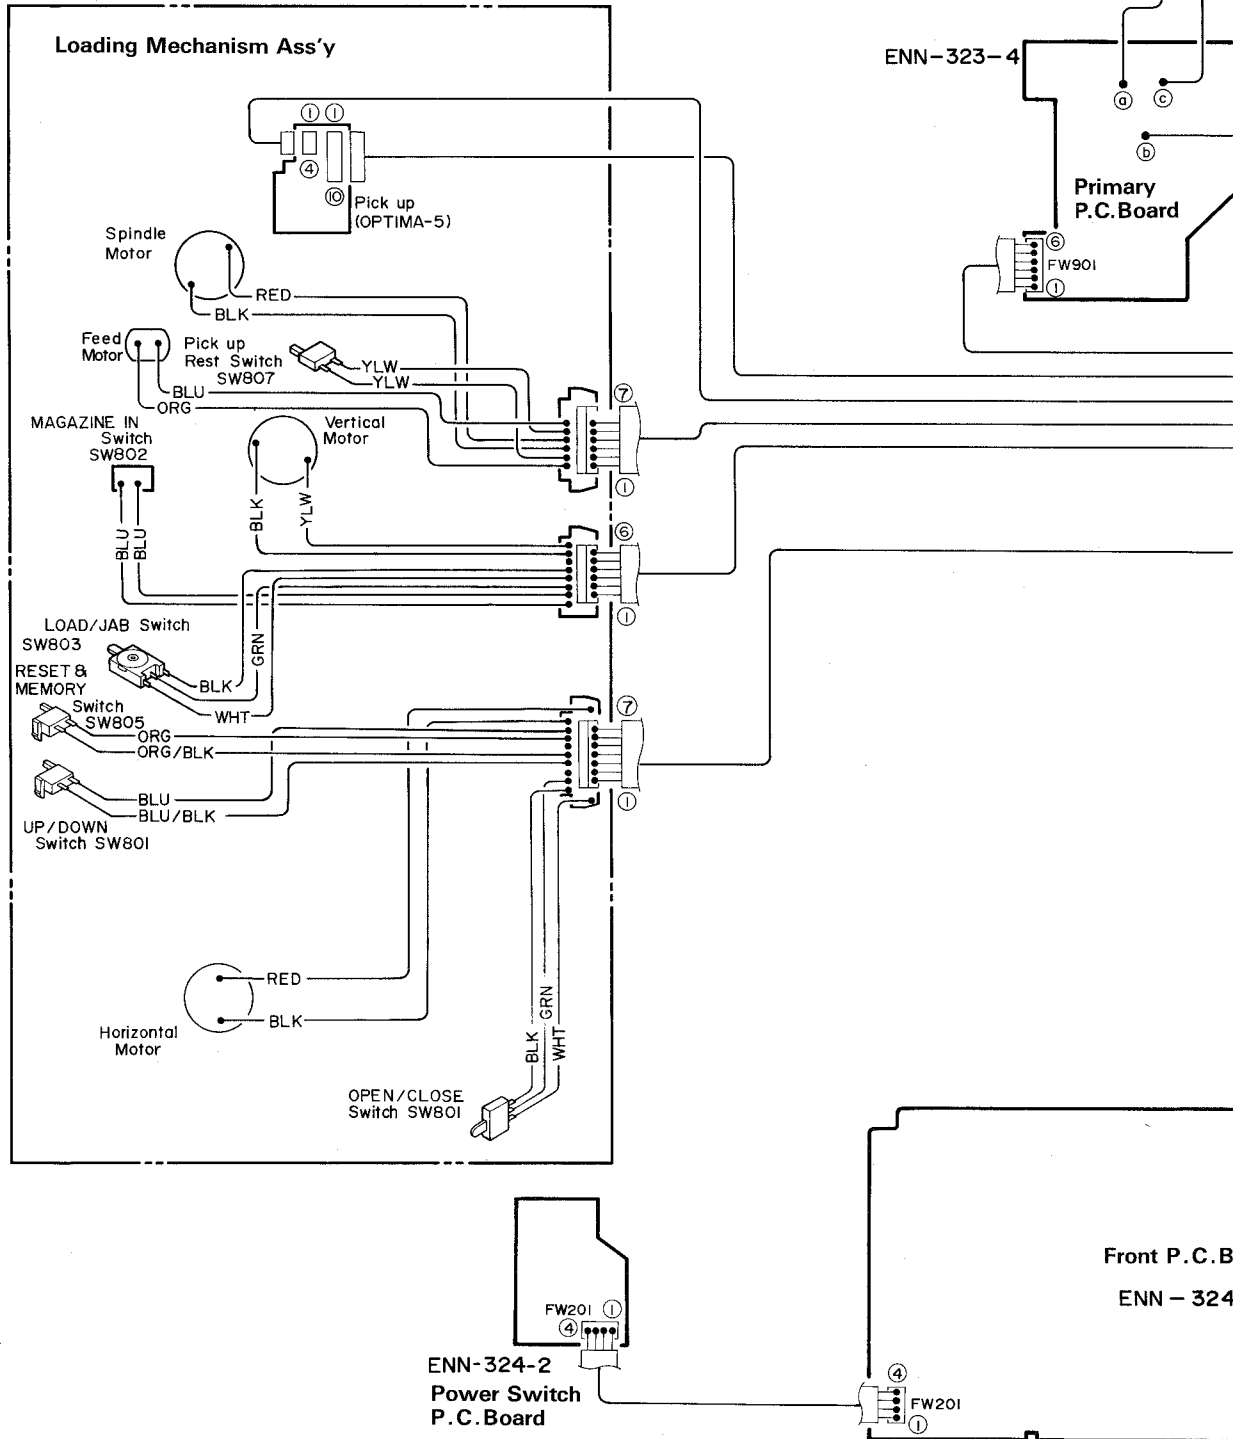 Loading Mechanism Ass'y
ENN-323-4
a
c
b
Primary
P.C.Board
1 1
4
10
Pick up
(OPTIMA-5)
6
FW901
1
Spindle
Motor
RED
BLK
Feed
Motor
Pick up
Rest Switch
SW807
YLW
YLW
BLU
ORG
7
1
MAGAZINE IN
Switch
SW802
Vertical
Motor
BLK
YLW
BLU
BLU
6
1
LOAD/JAB Switch
SW803
GRN
BLK
WHT
RESET &
MEMORY
Switch
SW805
ORG
ORG/BLK
7
1
BLU
BLU/BLK
UP/DOWN
Switch SW801
RED
BLK
Horizontal
Motor
BLK
GRN
WHT
OPEN/CLOSE
Switch SW801
FW201 1
4
ENN-324-2
Power Switch
P.C.Board
Front P.C.B
ENN-324
4
FW201
1